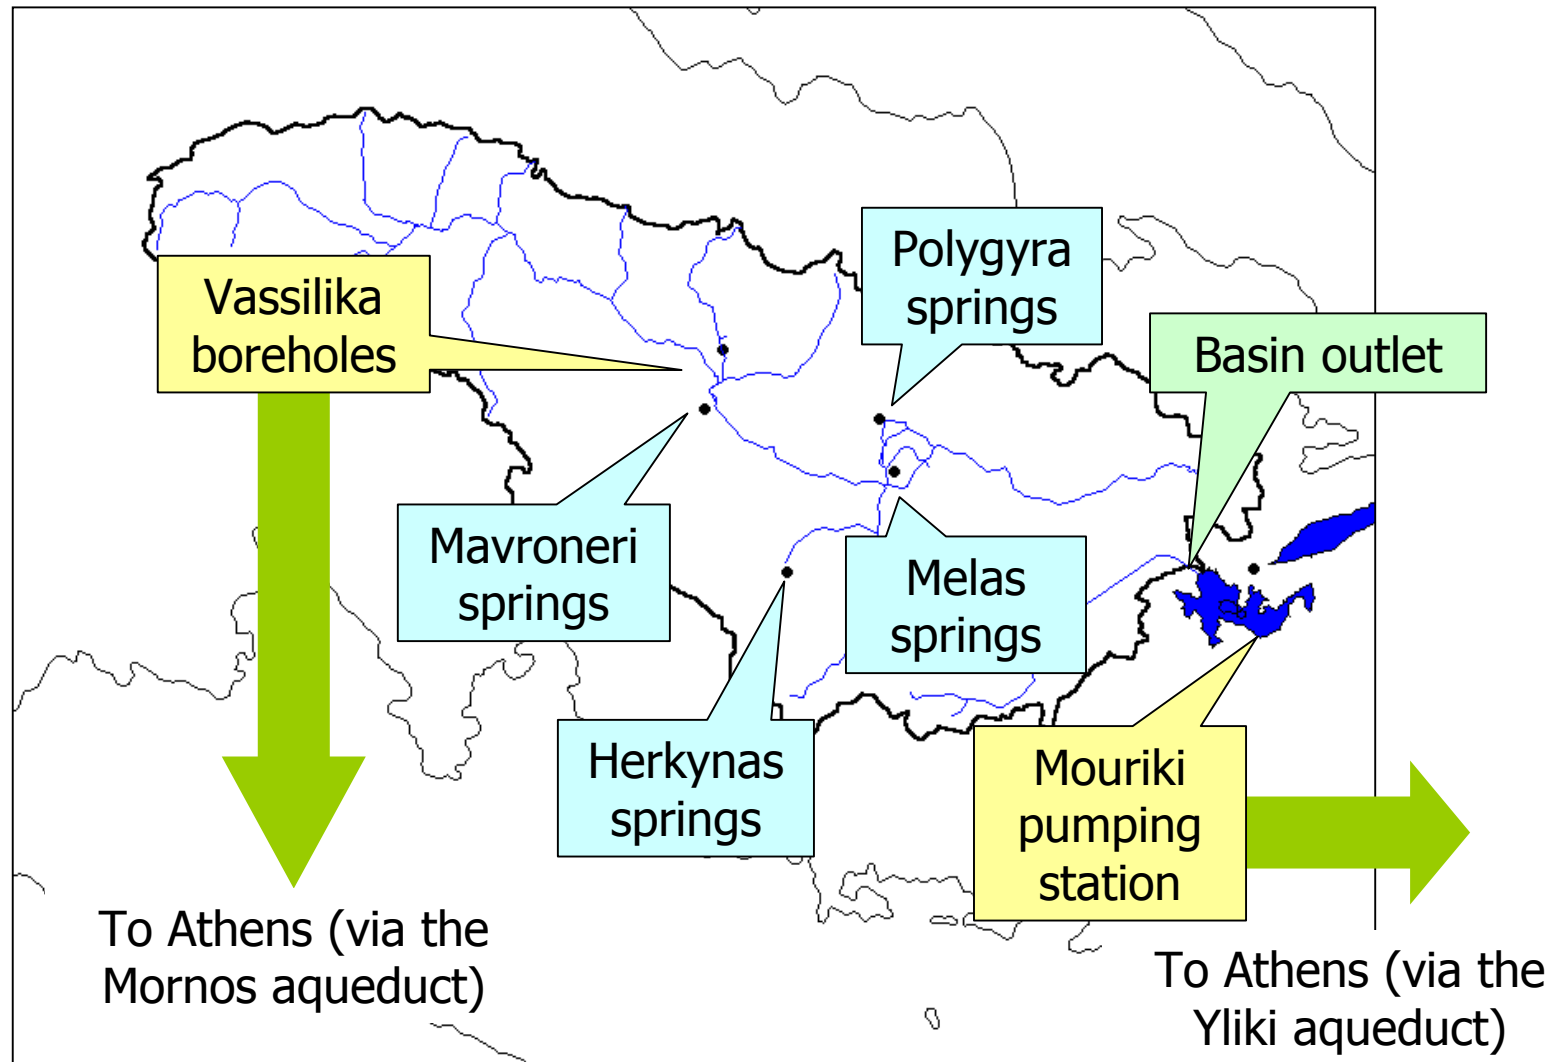 Polygyra
springs
Vassilika
boreholes
Basin outlet
Mavroneri
springs
Melas
springs
Herkynas
springs
Mouriki
pumping
station
To Athens (via the
Mornos aqueduct)
To Athens (via the
Yliki aqueduct)